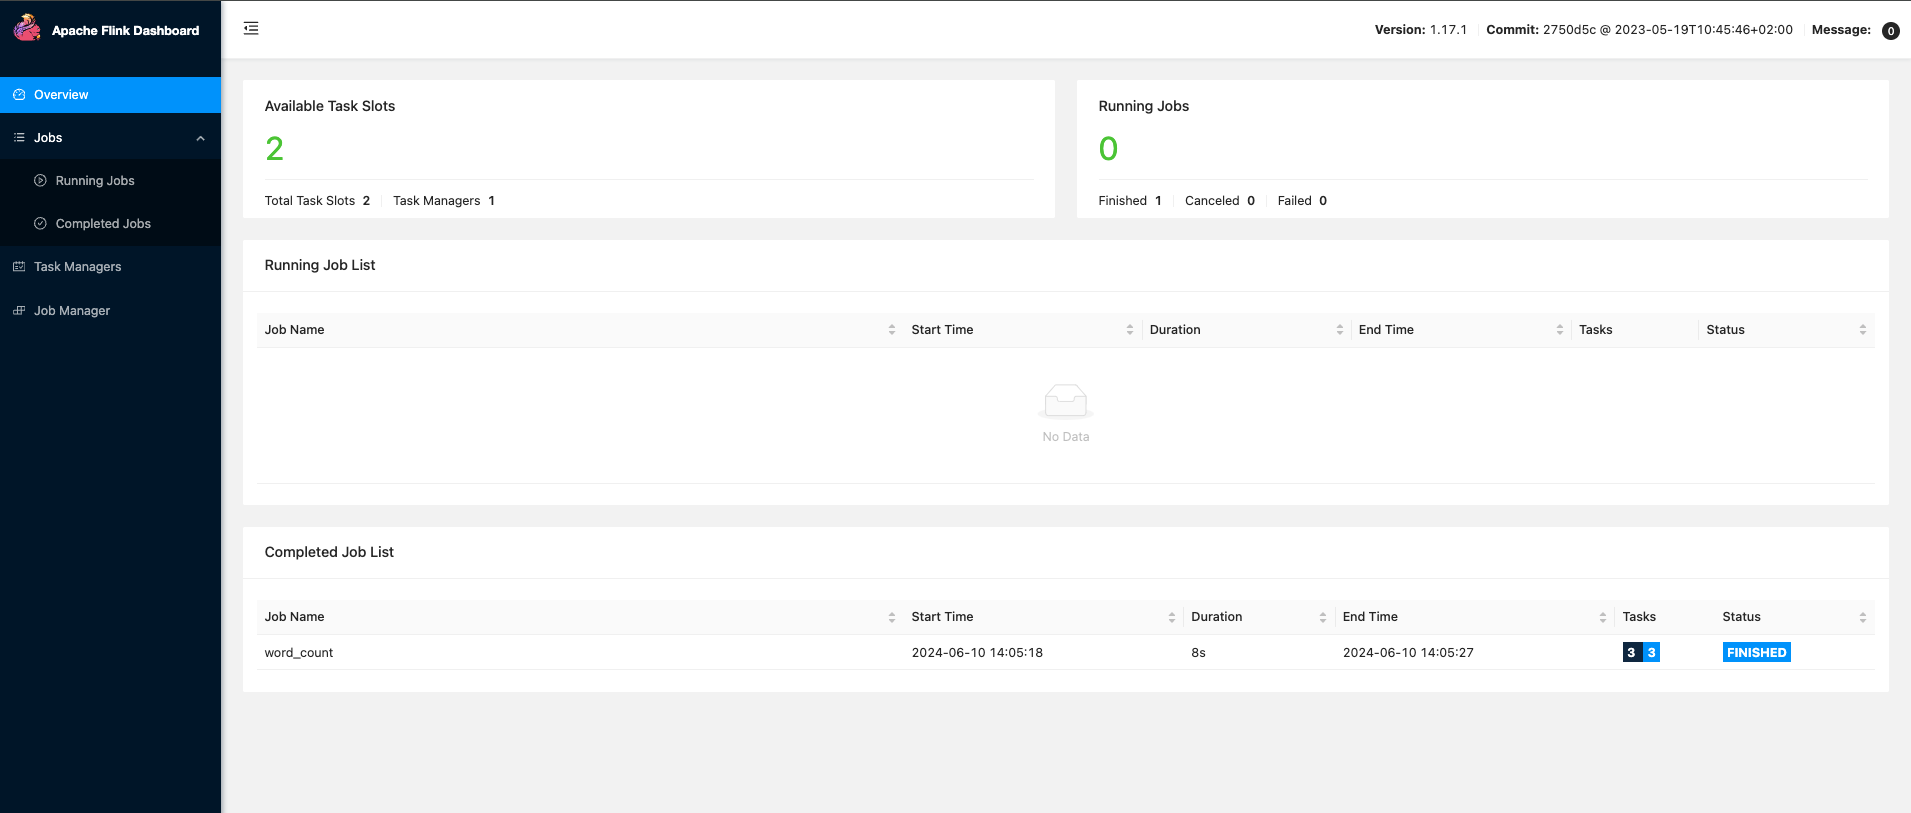 Apache Flink Dashboard
Version: 1.17.1 Commit: 2750d5c @ 2023-05-19T10:45:46+02:00 Message: 0
Overview
Jobs
Running Jobs
Completed Jobs
Task Managers
Job Manager
Available Task Slots
2
Total Task Slots 2 Task Managers 1
Running Jobs
0
Finished 1 Canceled 0 Failed 0
Running Job List
Job Name Start Time Duration End Time Tasks Status
No Data
Completed Job List
Job Name Start Time Duration End Time Tasks Status
word_count 2024-06-10 14:05:18 8s 2024-06-10 14:05:27 3 3 FINISHED